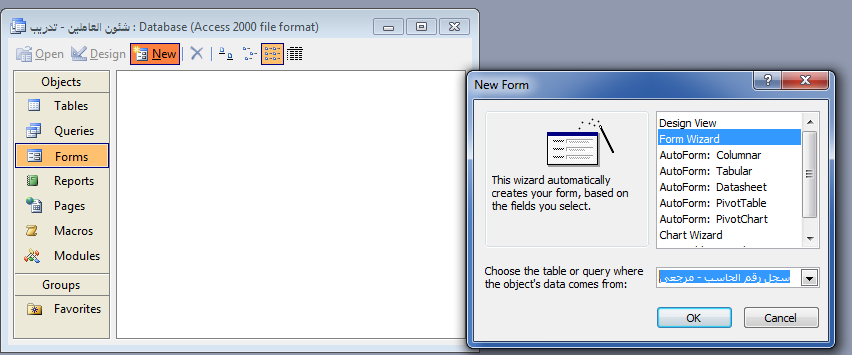 شئون العاملين - تدريب : Database (Access 2000 file format)
Open Design New
Objects
Tables
Queries
Forms
Reports
Pages
Macros
Modules
Groups
Favorites
New Form
This wizard automatically
creates your form, based on
the fields you select.
Design View
Form Wizard
AutoForm: Columnar
AutoForm: Tabular
AutoForm: Datasheet
AutoForm: PivotTable
AutoForm: PivotChart
Chart Wizard
Choose the table or query where
the object's data comes from:
سجل رقم الحاسب - مرجعي
OK Cancel